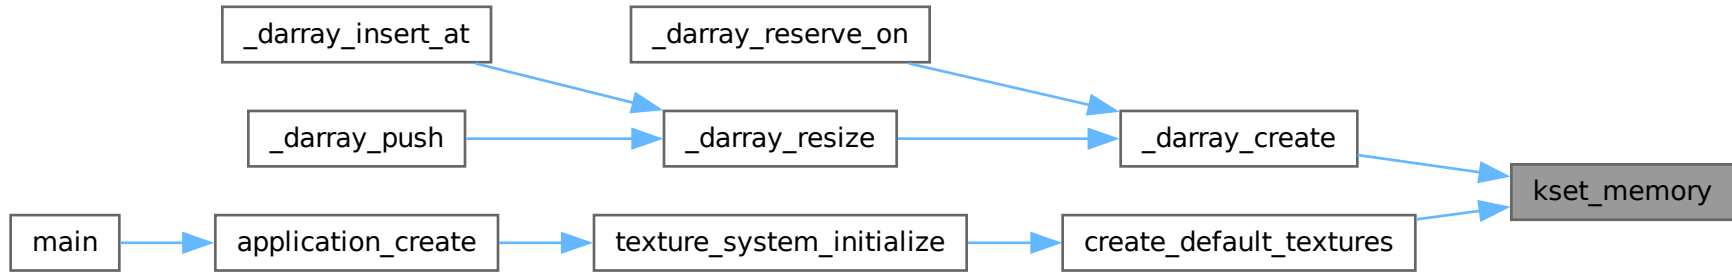 _darray_insert_at
_darray_reserve_on
_darray_push
_darray_resize
_darray_create
kset_memory
main
application_create
texture_system_initialize
create_default_textures